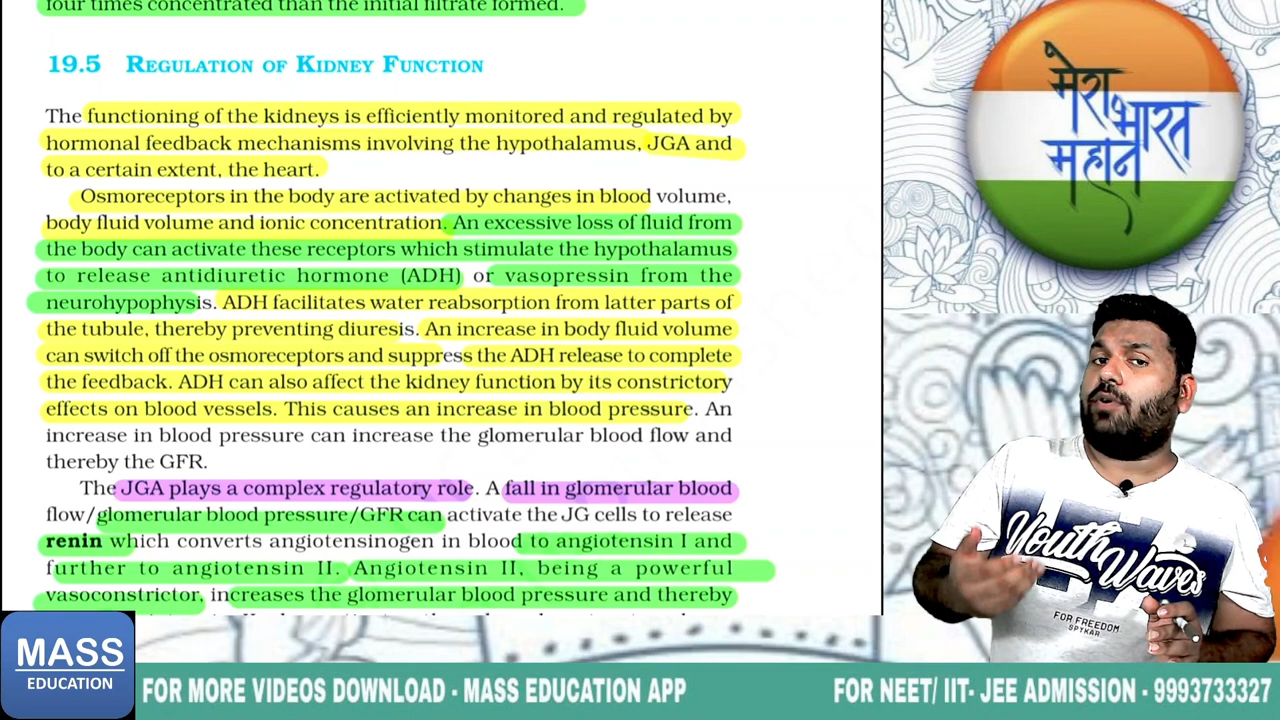 four times concentrated than the initial filtrate formed.
19.5 REGULATION OF KIDNEY FUNCTION
The functioning of the kidneys is efficiently monitored and regulated by
hormonal feedback mechanisms involving the hypothalamus, JGA and
to a certain extent, the heart.
Osmoreceptors in the body are activated by changes in blood volume,
body fluid volume and ionic concentration. An excessive loss of fluid from
the body can activate these receptors which stimulate the hypothalamus
to release antidiuretic hormone (ADH) or vasopressin from the
neurohypophysis. ADH facilitates water reabsorption from latter parts of
the tubule, thereby preventing diuresis. An increase in body fluid volume
can switch off the osmoreceptors and suppress the ADH release to complete
the feedback. ADH can also affect the kidney function by its constrictory
effects on blood vessels. This causes an increase in blood pressure. An
increase in blood pressure can increase the glomerular blood flow and
thereby the GFR.
The JGA plays a complex regulatory role. A fall in glomerular blood
flow/glomerular blood pressure/GFR can activate the JG cells to release
renin which converts angiotensinogen in blood to angiotensin I and
further to angiotensin II. Angiotensin II, being a powerful
vasoconstrictor, increases the glomerular blood pressure and thereby
मेरा
भारत
महान
Youth
Waves
FOR FREEDOM
SPYKAR
MASS
EDUCATION
FOR MORE VIDEOS DOWNLOAD - MASS EDUCATION APP
FOR NEET/ IIT- JEE ADMISSION - 9993733327